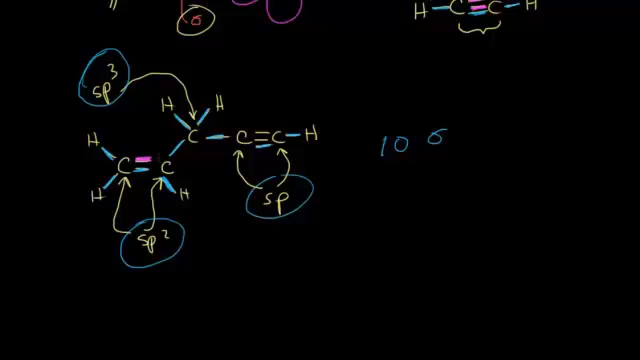 σ
H C≡C H
sp³
H H
H C C≡C H 10 σ
C=C
H H
sp
sp²